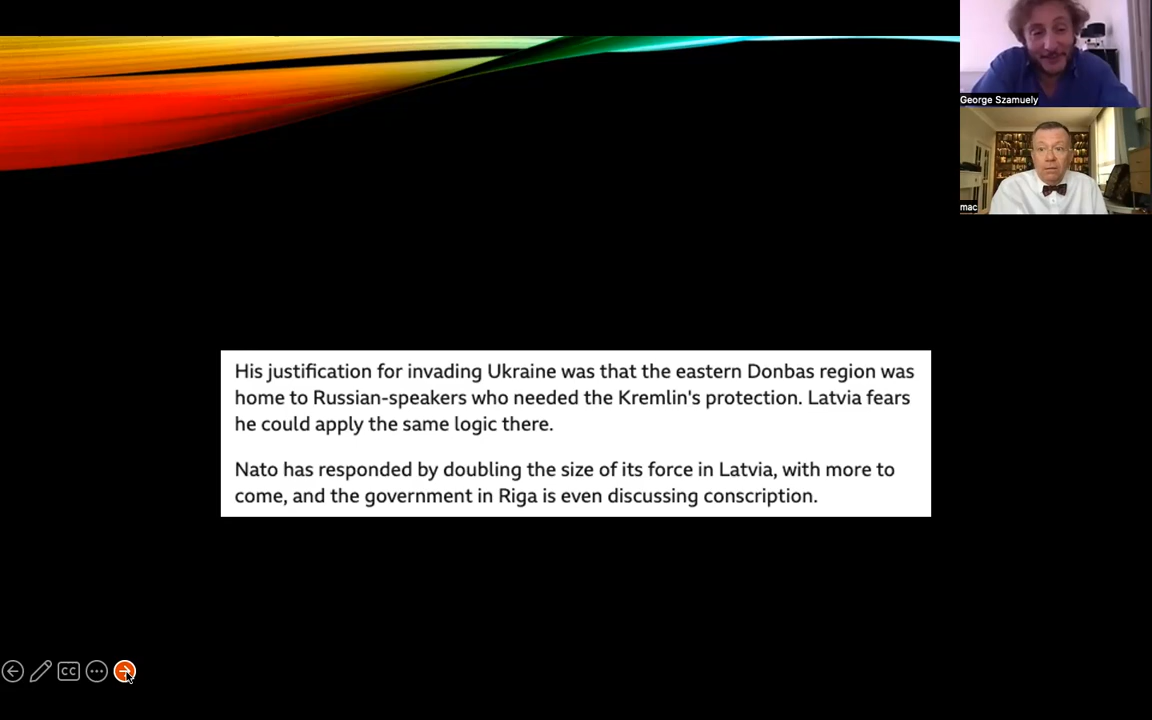 George Szamuely
mac
His justification for invading Ukraine was that the eastern Donbas region was
home to Russian-speakers who needed the Kremlin's protection. Latvia fears
he could apply the same logic there.
Nato has responded by doubling the size of its force in Latvia, with more to
come, and the government in Riga is even discussing conscription.
CC